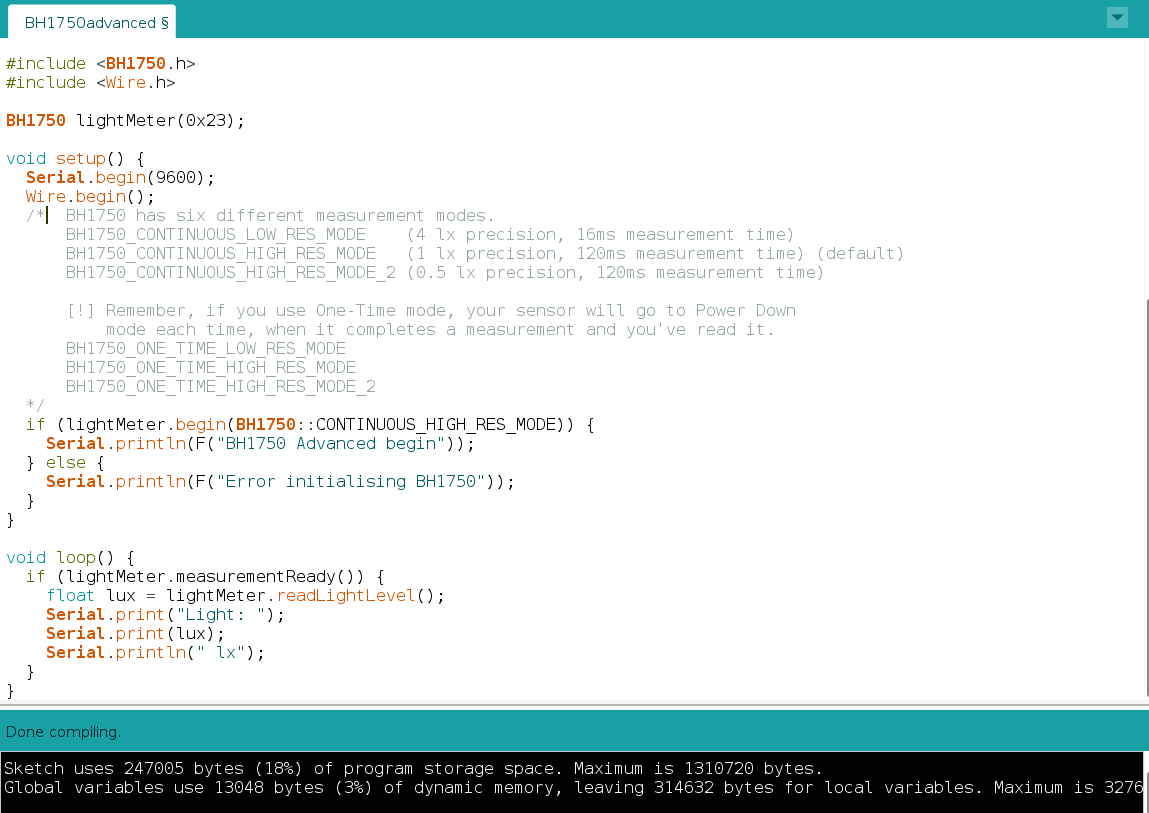 BH1750advanced §
#include <BH1750.h>
#include <Wire.h>
BH1750 lightMeter(0x23);
void setup() {
  Serial.begin(9600);
  Wire.begin();
  /*  BH1750 has six different measurement modes.
      BH1750_CONTINUOUS_LOW_RES_MODE    (4 lx precision, 16ms measurement time)
      BH1750_CONTINUOUS_HIGH_RES_MODE   (1 lx precision, 120ms measurement time) (default)
      BH1750_CONTINUOUS_HIGH_RES_MODE_2 (0.5 lx precision, 120ms measurement time)
      [!] Remember, if you use One-Time mode, your sensor will go to Power Down
          mode each time, when it completes a measurement and you've read it.
      BH1750_ONE_TIME_LOW_RES_MODE
      BH1750_ONE_TIME_HIGH_RES_MODE
      BH1750_ONE_TIME_HIGH_RES_MODE_2
  */
  if (lightMeter.begin(BH1750::CONTINUOUS_HIGH_RES_MODE)) {
    Serial.println(F("BH1750 Advanced begin"));
  } else {
    Serial.println(F("Error initialising BH1750"));
  }
}
void loop() {
  if (lightMeter.measurementReady()) {
    float lux = lightMeter.readLightLevel();
    Serial.print("Light: ");
    Serial.print(lux);
    Serial.println(" lx");
  }
}
Done compiling.
Sketch uses 247005 bytes (18%) of program storage space. Maximum is 1310720 bytes.
Global variables use 13048 bytes (3%) of dynamic memory, leaving 314632 bytes for local variables. Maximum is 3276